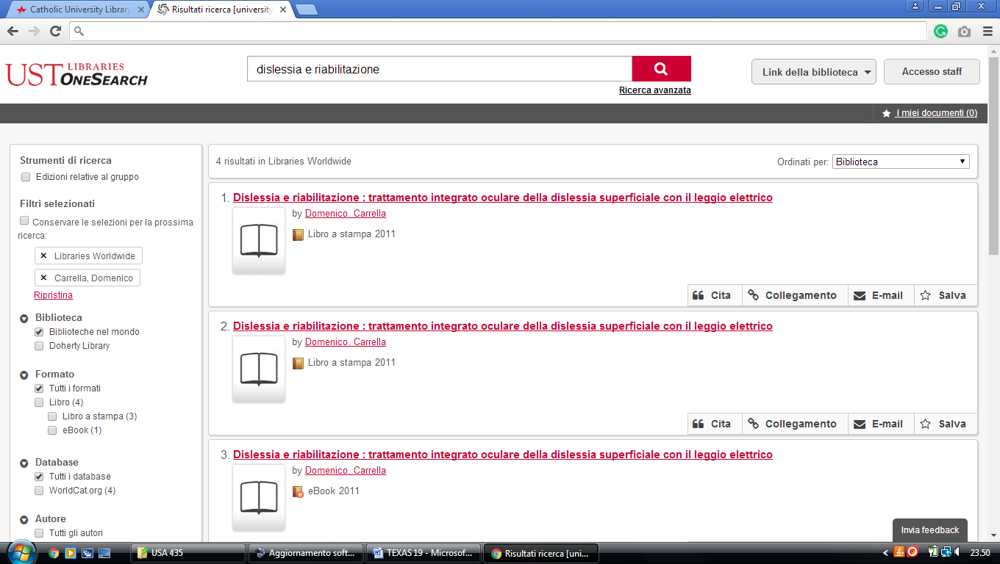 Catholic University Library
Risultati ricerca [university
UST LIBRARIES
ONESEARCH
dislessia e riabilitazione
Ricerca avanzata
Link della biblioteca
Accesso staff
I miei documenti (0)
Strumenti di ricerca
Edizioni relative al gruppo
Filtri selezionati
Conservare le selezioni per la prossima
ricerca:
Libraries Worldwide
Carrella, Domenico
Ripristina
Biblioteca
Biblioteche nel mondo
Doherty Library
Formato
Tutti i formati
Libro (4)
Libro a stampa (3)
eBook (1)
Database
Tutti i database
WorldCat.org (4)
Autore
Tutti gli autori
4 risultati in Libraries Worldwide
Ordinati per: Biblioteca
1. Dislessia e riabilitazione : trattamento integrato oculare della dislessia superficiale con il leggio elettrico
by Domenico. Carrella
Libro a stampa 2011
Cita Collegamento E-mail Salva
2. Dislessia e riabilitazione : trattamento integrato oculare della dislessia superficiale con il leggio elettrico
by Domenico. Carrella
Libro a stampa 2011
Cita Collegamento E-mail Salva
3. Dislessia e riabilitazione : trattamento integrato oculare della dislessia superficiale con il leggio elettrico
by Domenico. Carrella
eBook 2011
Invia feedback
USA 435
Aggiornamento soft...
TEXAS 19 - Microsof...
Risultati ricerca [uni...
23.50